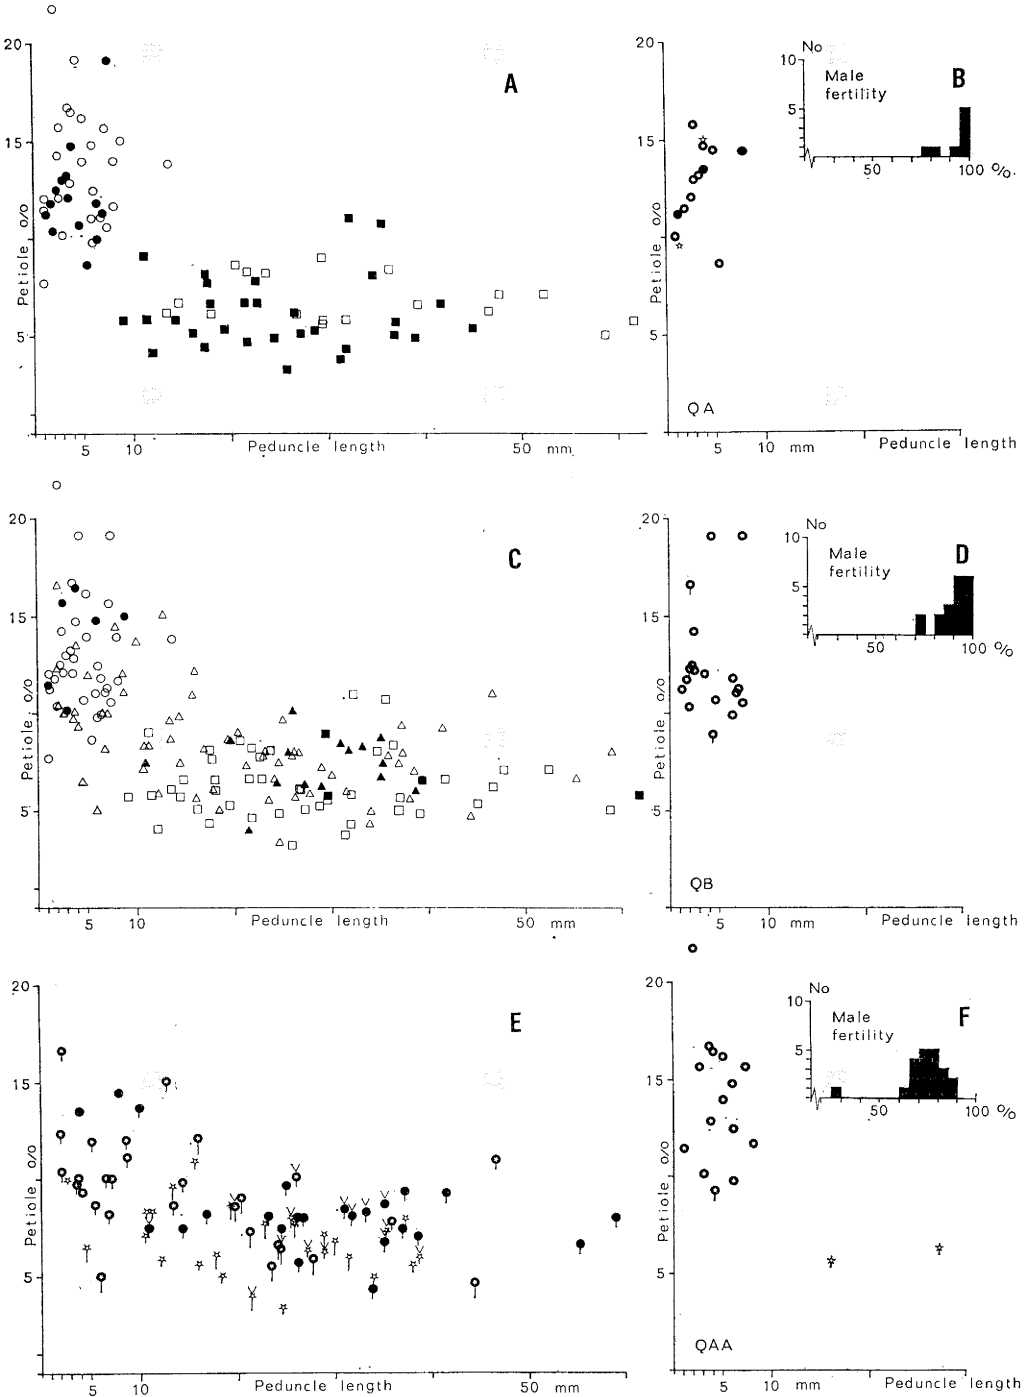 20
15
5
Petiole o/o
A
5 10 Peduncle length 50 mm
20
15
5
Petiole o/o
No
10
5
Male
fertility
B
50 100 %
QA
5 10 mm Peduncle length
20
15
5
Petiole o/o
C
5 10 Peduncle length 50 mm
20
15
5
Petiole o/o
No
10
5
Male
fertility
D
50 100 %
QB
5 10 mm Peduncle length
20
15
5
Petiole o/o
E
5 10 Peduncle length 50 mm
20
15
5
Petiole o/o
No
10
5
Male
fertility
F
50 100 %
QAA
5 10 mm Peduncle length